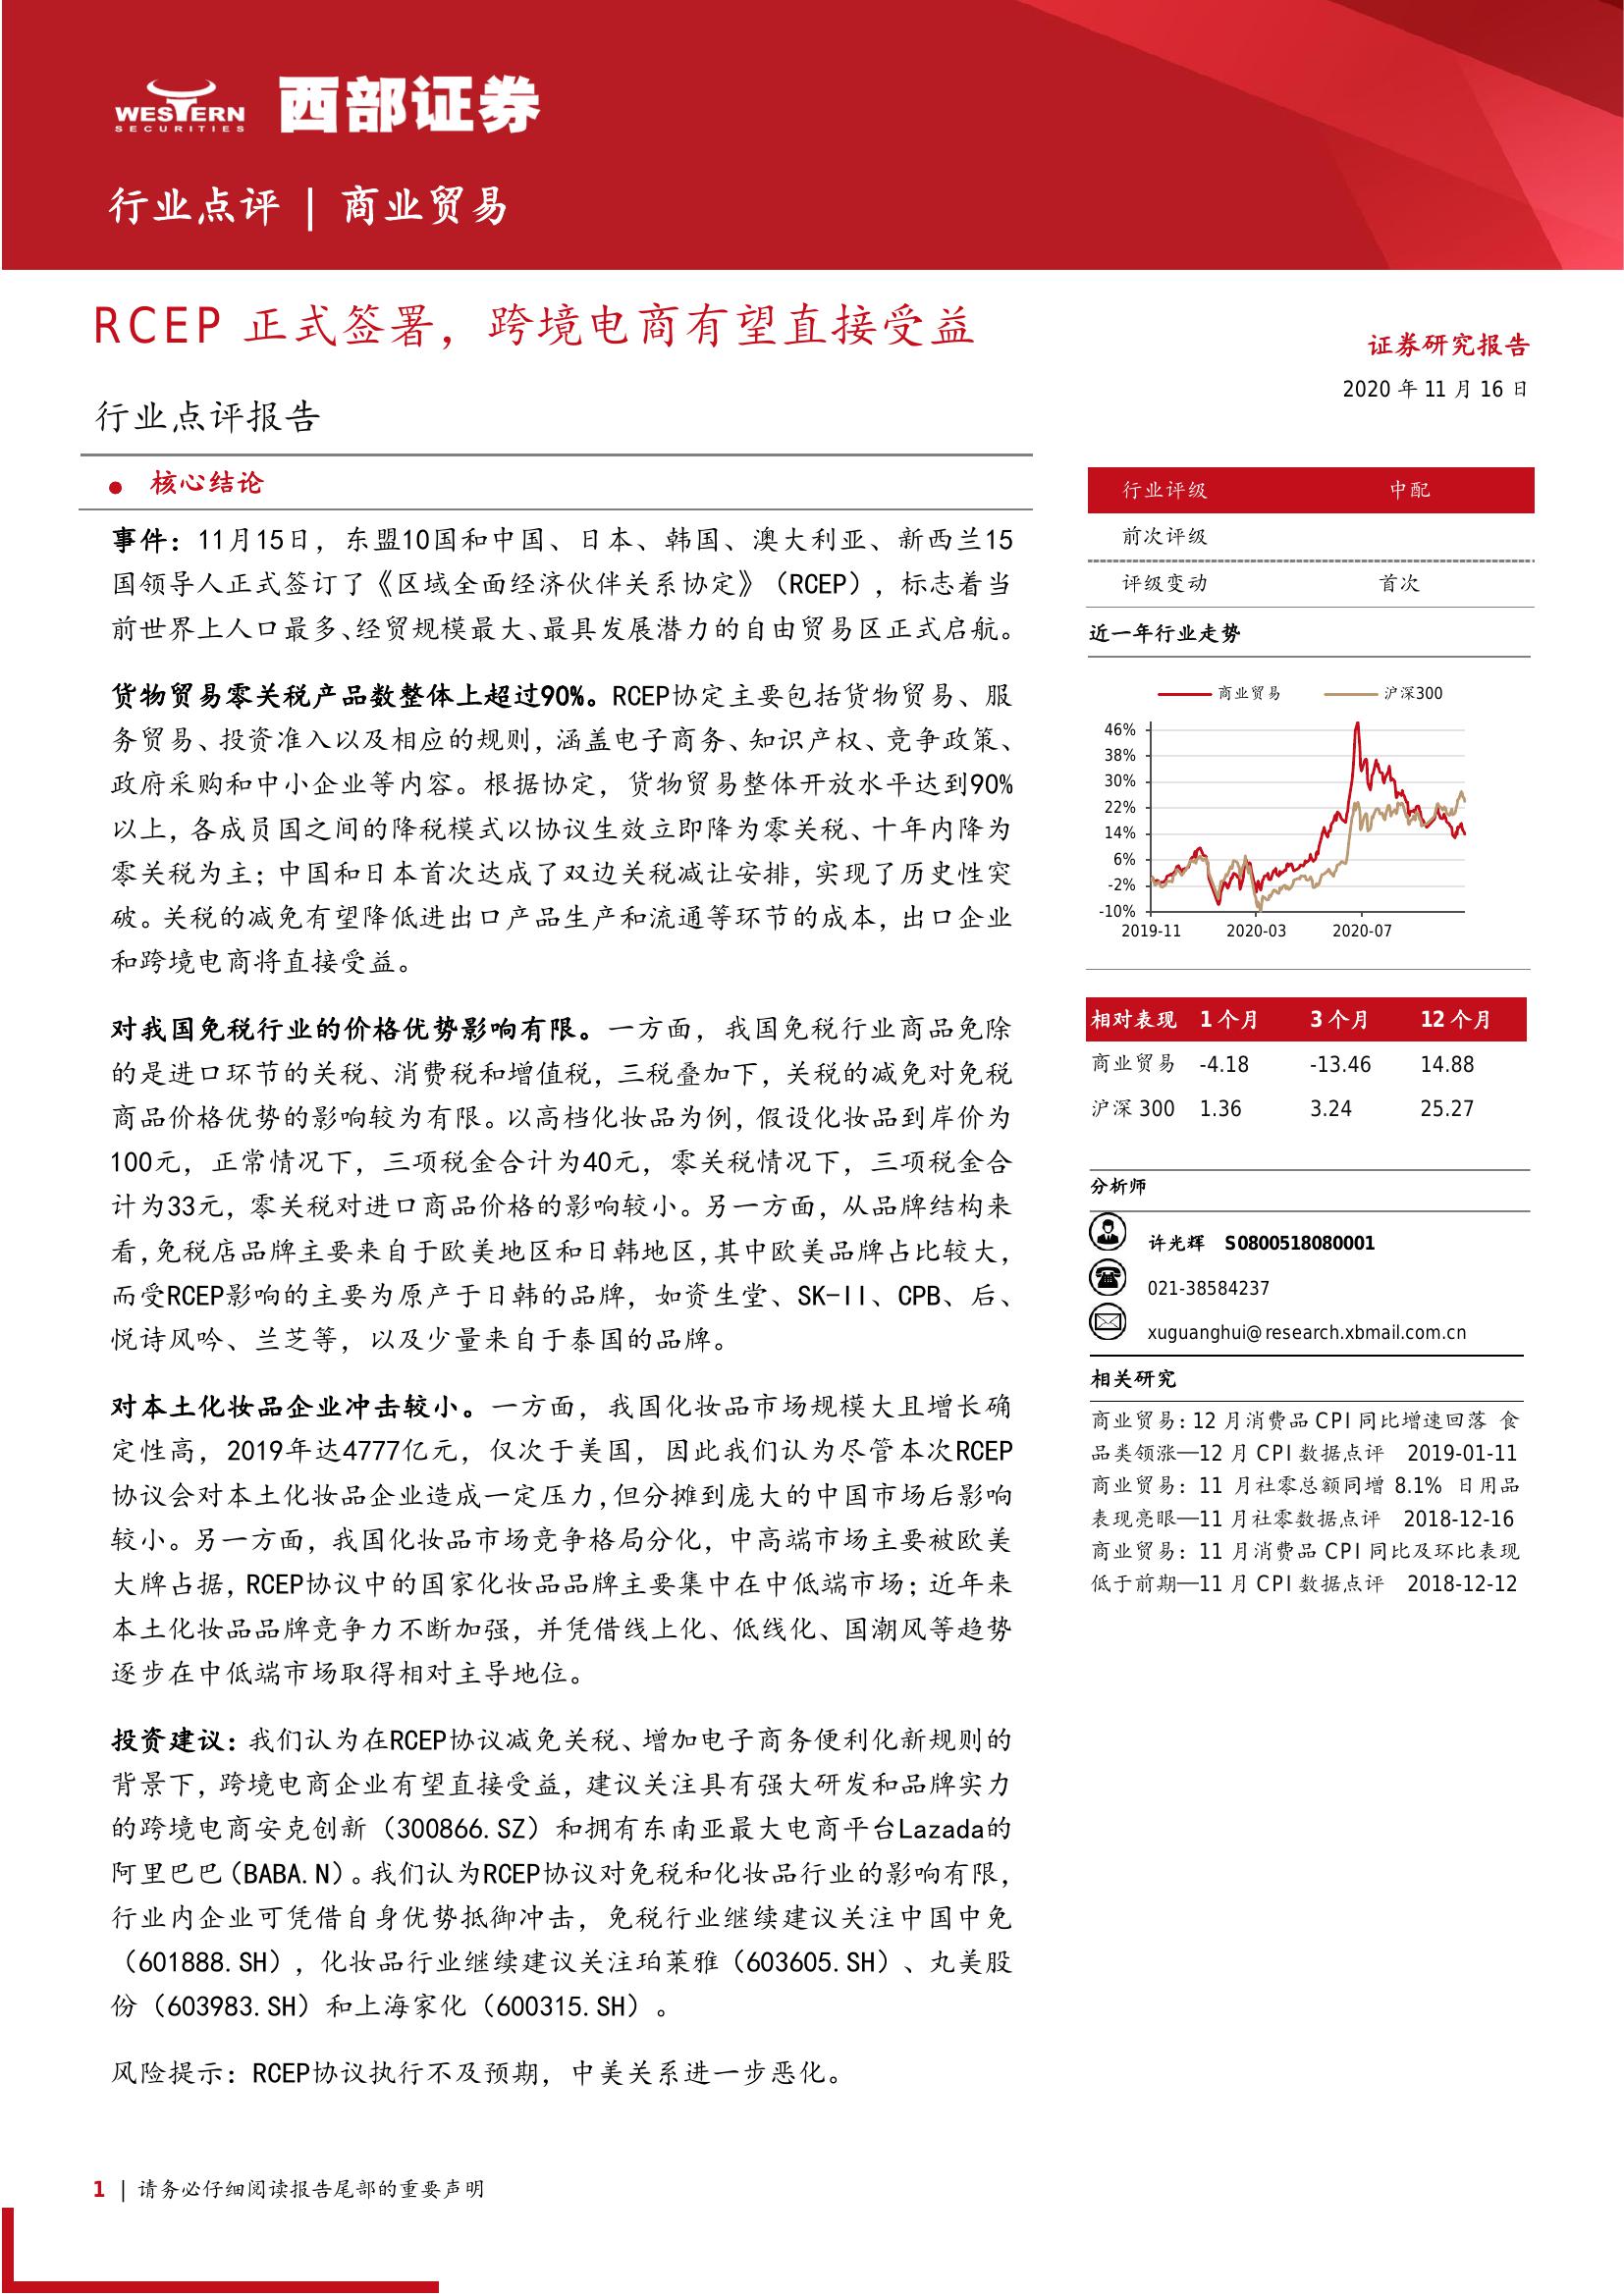 WESTERN
SECURITIES
西部证券
行业点评 | 商业贸易
RCEP 正式签署，跨境电商有望直接受益
行业点评报告
● 核心结论
事件：11月15日，东盟10国和中国、日本、韩国、澳大利亚、新西兰15
国领导人正式签订了《区域全面经济伙伴关系协定》（RCEP），标志着当
前世界上人口最多、经贸规模最大、最具发展潜力的自由贸易区正式启航。
货物贸易零关税产品数整体上超过90%。RCEP协定主要包括货物贸易、服
务贸易、投资准入以及相应的规则，涵盖电子商务、知识产权、竞争政策、
政府采购和中小企业等内容。根据协定，货物贸易整体开放水平达到90%
以上，各成员国之间的降税模式以协议生效立即降为零关税、十年内降为
零关税为主；中国和日本首次达成了双边关税减让安排，实现了历史性突
破。关税的减免有望降低进出口产品生产和流通等环节的成本，出口企业
和跨境电商将直接受益。
对我国免税行业的价格优势影响有限。一方面，我国免税行业商品免除
的是进口环节的关税、消费税和增值税，三税叠加下，关税的减免对免税
商品价格优势的影响较为有限。以高档化妆品为例，假设化妆品到岸价为
100元，正常情况下，三项税金合计为40元，零关税情况下，三项税金合
计为33元，零关税对进口商品价格的影响较小。另一方面，从品牌结构来
看，免税店品牌主要来自于欧美地区和日韩地区，其中欧美品牌占比较大，
而受RCEP影响的主要为原产于日韩的品牌，如资生堂、SK-II、CPB、后、
悦诗风吟、兰芝等，以及少量来自于泰国的品牌。
对本土化妆品企业冲击较小。一方面，我国化妆品市场规模大且增长确
定性高，2019年达4777亿元，仅次于美国，因此我们认为尽管本次RCEP
协议会对本土化妆品企业造成一定压力，但分摊到庞大的中国市场后影响
较小。另一方面，我国化妆品市场竞争格局分化，中高端市场主要被欧美
大牌占据，RCEP协议中的国家化妆品品牌主要集中在中低端市场；近年来
本土化妆品品牌竞争力不断加强，并凭借线上化、低线化、国潮风等趋势
逐步在中低端市场取得相对主导地位。
投资建议：我们认为在RCEP协议减免关税、增加电子商务便利化新规则的
背景下，跨境电商企业有望直接受益，建议关注具有强大研发和品牌实力
的跨境电商安克创新（300866.SZ）和拥有东南亚最大电商平台Lazada的
阿里巴巴（BABA.N）。我们认为RCEP协议对免税和化妆品行业的影响有限，
行业内企业可凭借自身优势抵御冲击，免税行业继续建议关注中国中免
（601888.SH），化妆品行业继续建议关注珀莱雅（603605.SH）、丸美股
份（603983.SH）和上海家化（600315.SH）。
风险提示：RCEP协议执行不及预期，中美关系进一步恶化。
证券研究报告
2020 年 11 月 16 日
行业评级 中配
前次评级
评级变动 首次
近一年行业走势
商业贸易 沪深300
46%
38%
30%
22%
14%
6%
-2%
-10%
2019-11 2020-03 2020-07
相对表现 1 个月 3 个月 12 个月
商业贸易 -4.18 -13.46 14.88
沪深 300 1.36 3.24 25.27
分析师
许光辉 S0800518080001
021-38584237
xuguanghui@research.xbmail.com.cn
相关研究
商业贸易：12 月消费品 CPI 同比增速回落 食
品类领涨—12 月 CPI 数据点评 2019-01-11
商业贸易：11 月社零总额同增 8.1% 日用品
表现亮眼—11 月社零数据点评 2018-12-16
商业贸易：11 月消费品 CPI 同比及环比表现
低于前期—11 月 CPI 数据点评 2018-12-12
1 | 请务必仔细阅读报告尾部的重要声明